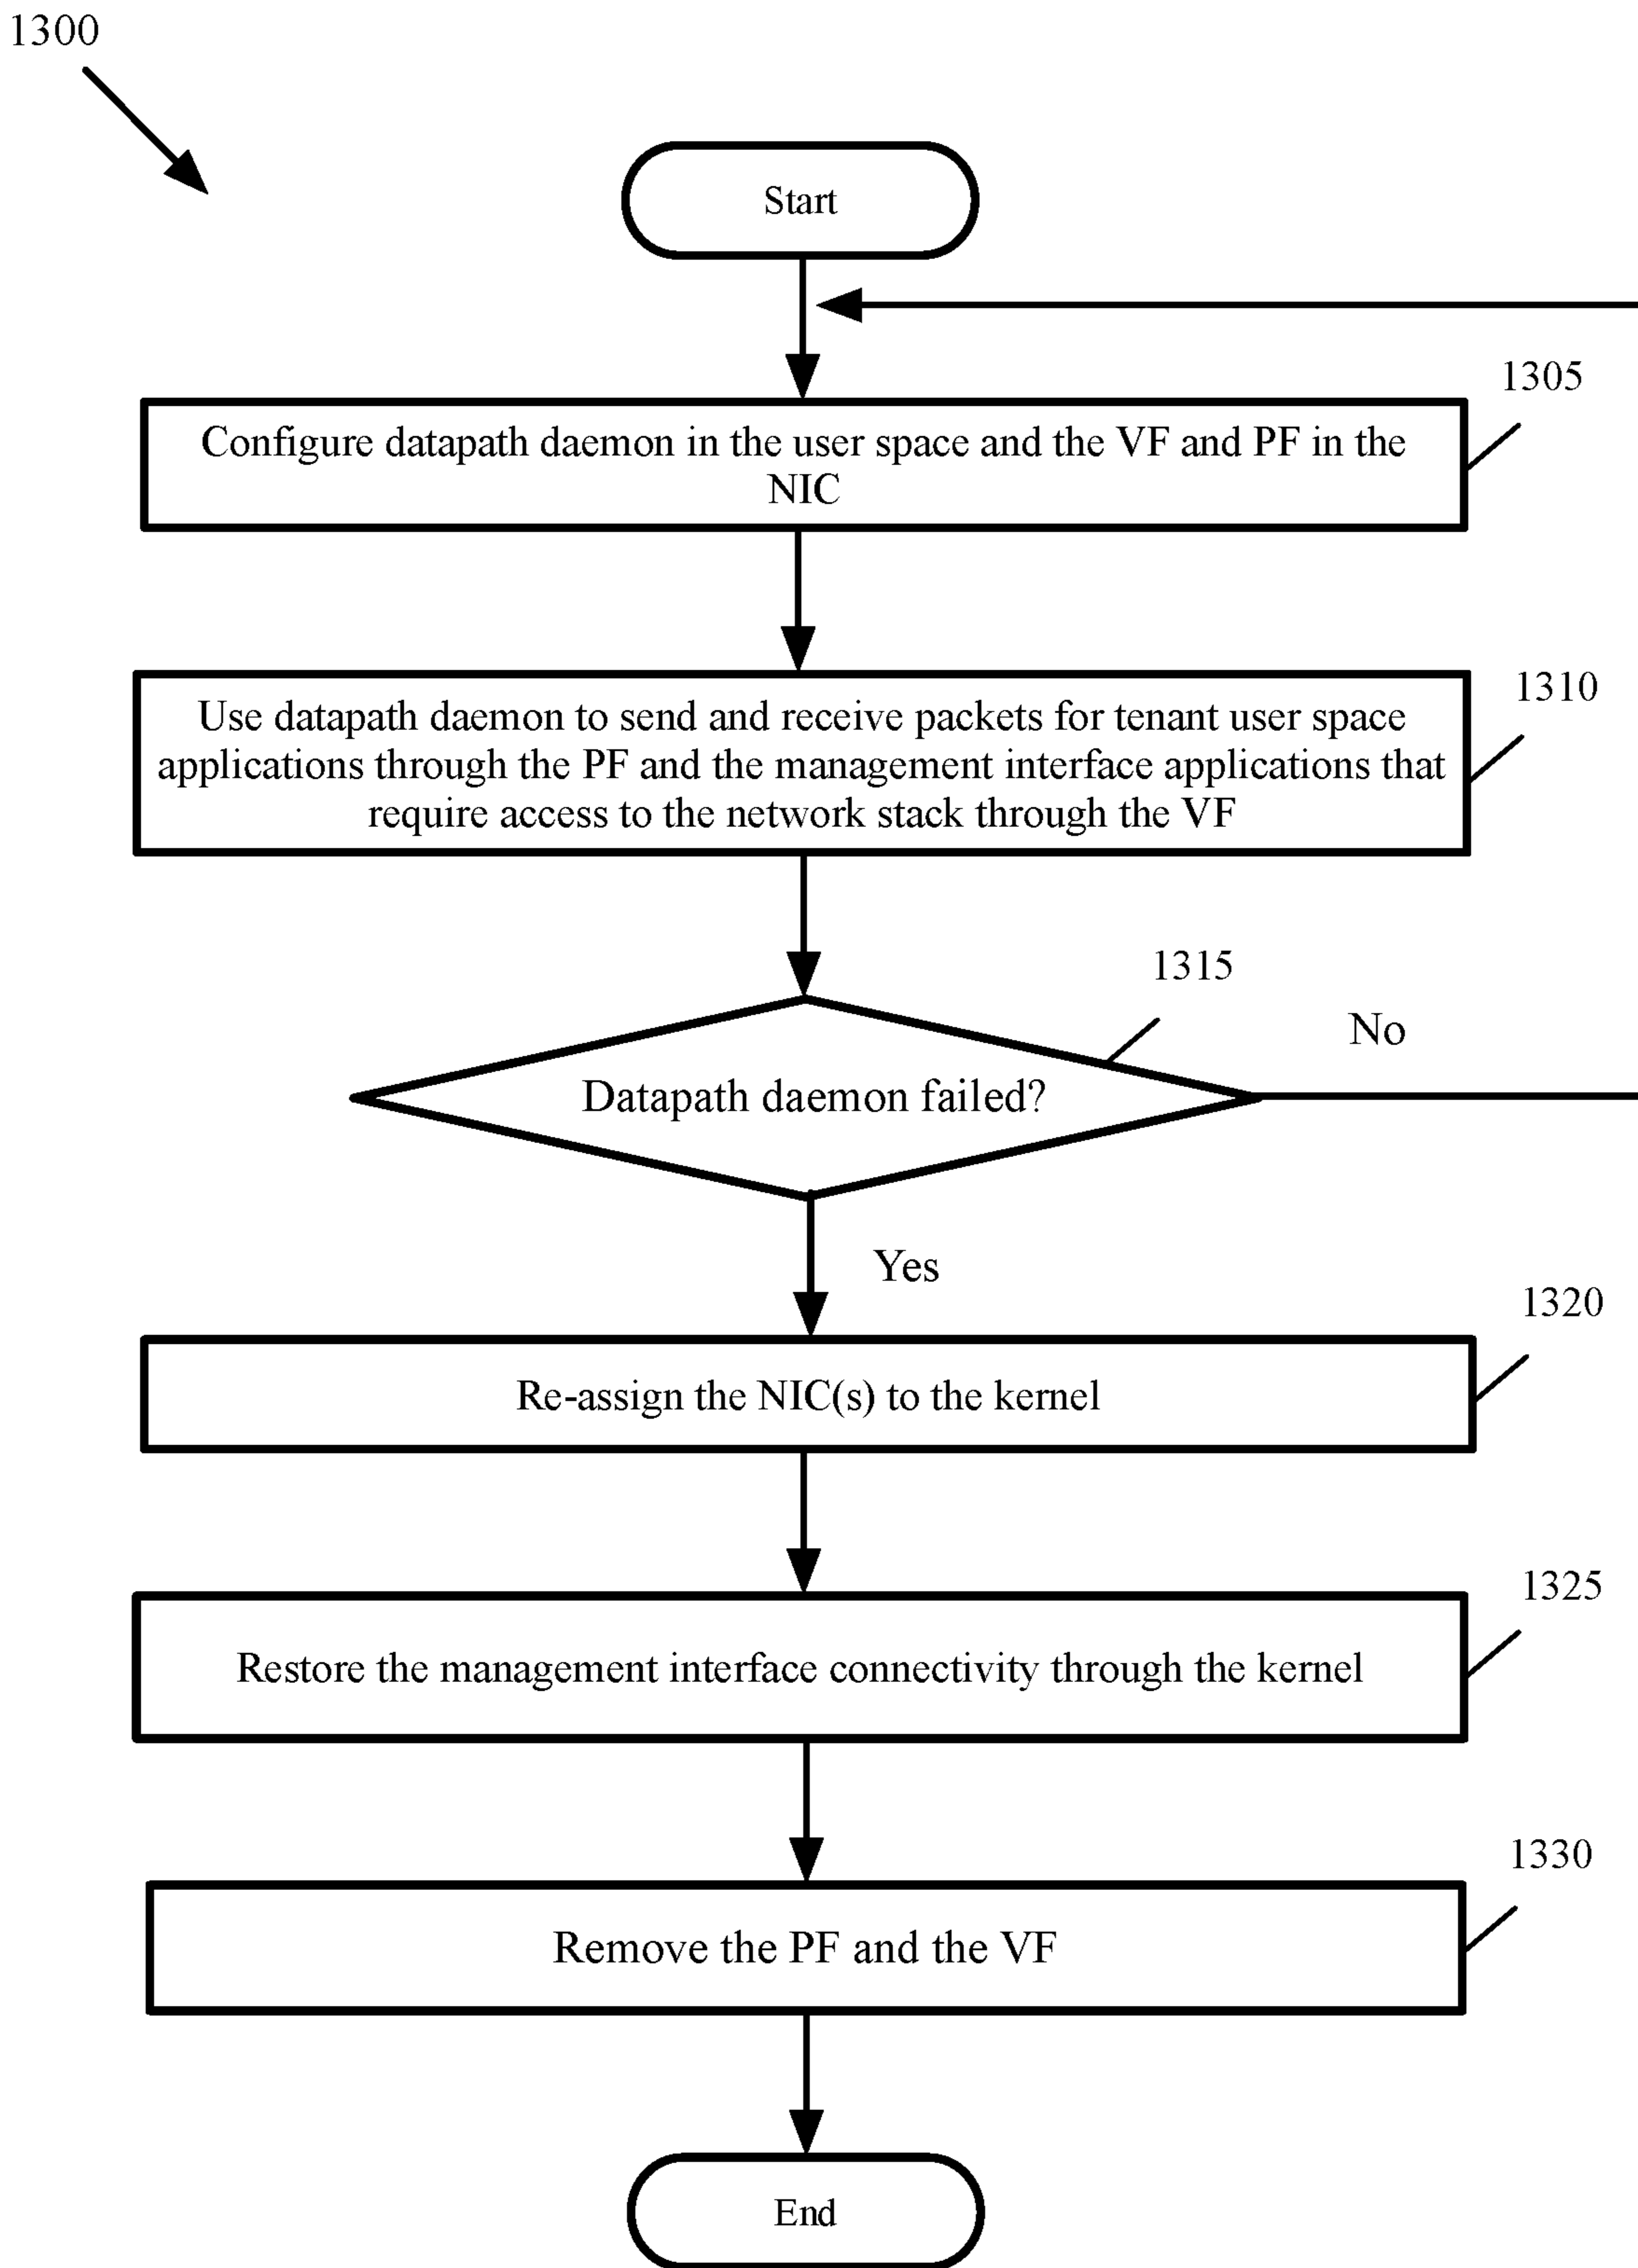 1300
Start
1305
Configure datapath daemon in the user space and the VF and PF in the
NIC
1310
Use datapath daemon to send and receive packets for tenant user space
applications through the PF and the management interface applications that
require access to the network stack through the VF
1315
No
Datapath daemon failed?
Yes
1320
Re-assign the NIC(s) to the kernel
1325
Restore the management interface connectivity through the kernel
1330
Remove the PF and the VF
End